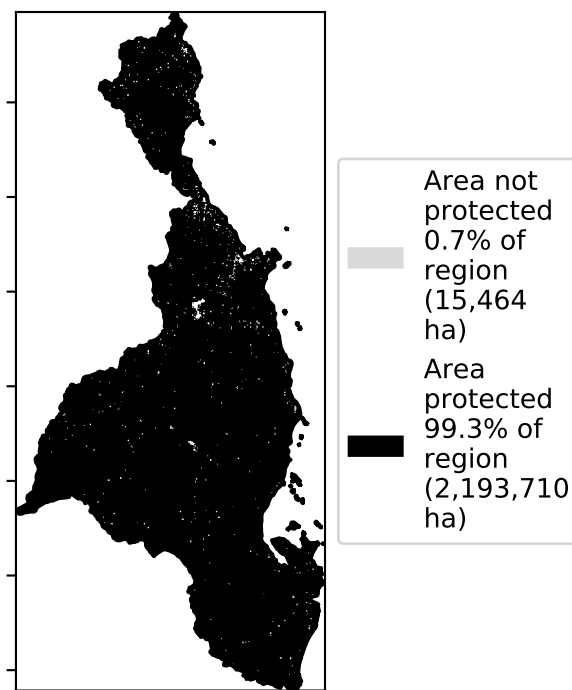 Area not
protected
0.7% of
region
(15,464
ha)
Area
protected
99.3% of
region
(2,193,710
ha)